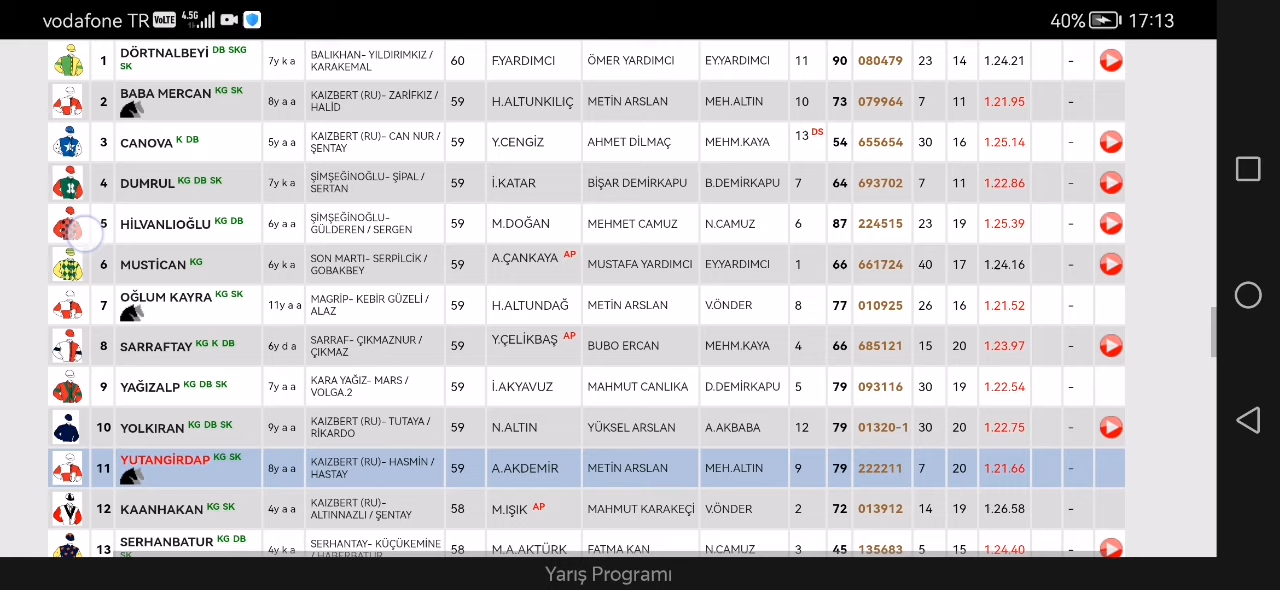 vodafone TR VoLTE 4.5G 40% 17:13
1 DÖRTNALBEYİ DB SKG SK 7y k a BALIKHAN- YILDIRIMKIZ / KARAKEMAL 60 F.YARDIMCI ÖMER YARDIMCI EY.YARDIMCI 11 90 080479 23 14 1.24.21 -
2 BABA MERCAN KG SK 8y a a KAIZBERT (RU)- ZARİFKIZ / HALİD 59 H.ALTUNKILIÇ METİN ARSLAN MEH.ALTIN 10 73 079964 7 11 1.21.95 -
3 CANOVA K DB 5y a a KAIZBERT (RU)- CAN NUR / ŞENTAY 59 Y.CENGİZ AHMET DİLMAÇ MEHM.KAYA 13 DS 54 655654 30 16 1.25.14 -
4 DUMRUL KG DB SK 7y k a ŞİMŞEĞİNOĞLU- ŞİPAL / SERTAN 59 İ.KATAR BİŞAR DEMİRKAPU B.DEMİRKAPU 7 64 693702 7 11 1.22.86 -
5 HİLVANLIOĞLU KG DB 6y a a ŞİMŞEĞİNOĞLU- GÜLDEREN / SERGEN 59 M.DOĞAN MEHMET CAMUZ N.CAMUZ 6 87 224515 23 19 1.25.39 -
6 MUSTİCAN KG 6y k a SON MARTI- SERPİLCİK / GOBAKBEY 59 A.ÇANKAYA AP MUSTAFA YARDIMCI EY.YARDIMCI 1 66 661724 40 17 1.24.16 -
7 OĞLUM KAYRA KG SK 11y a a MAGRİP- KEBİR GÜZELİ / ALAZ 59 H.ALTUNDAĞ METİN ARSLAN V.ÖNDER 8 77 010925 26 16 1.21.52 -
8 SARRAFTAY KG K DB 6y d a SARRAF- ÇIKMAZNUR / ÇIKMAZ 59 Y.ÇELİKBAŞ AP BUBO ERCAN MEHM.KAYA 4 66 685121 15 20 1.23.97 -
9 YAĞIZALP KG DB SK 7y a a KARA YAĞIZ- MARS / VOLGA.2 59 İ.AKYAVUZ MAHMUT CANLIKA D.DEMİRKAPU 5 79 093116 30 19 1.22.54 -
10 YOLKIRAN KG DB SK 9y a a KAIZBERT (RU)- TUTAYA / RİKARDO 59 N.ALTIN YÜKSEL ARSLAN A.AKBABA 12 79 01320-1 30 20 1.22.75 -
11 YUTANGİRDAP KG SK 8y a a KAIZBERT (RU)- HASMİN / HASTAY 59 A.AKDEMİR METİN ARSLAN MEH.ALTIN 9 79 222211 7 20 1.21.66 -
12 KAANHAKAN KG SK 4y a a KAIZBERT (RU)- ALTINNAZLI / ŞENTAY 58 M.IŞIK AP MAHMUT KARAKEÇİ V.ÖNDER 2 72 013912 14 19 1.26.58 -
13 SERHANBATUR KG DB SK 4y k a SERHANTAY- KÜÇÜKEMİNE / HABERBATUR 58 M.A.AKTÜRK FATMA KAN N.CAMUZ 3 45 135683 5 15 1.24.40 -
Yarış Programı